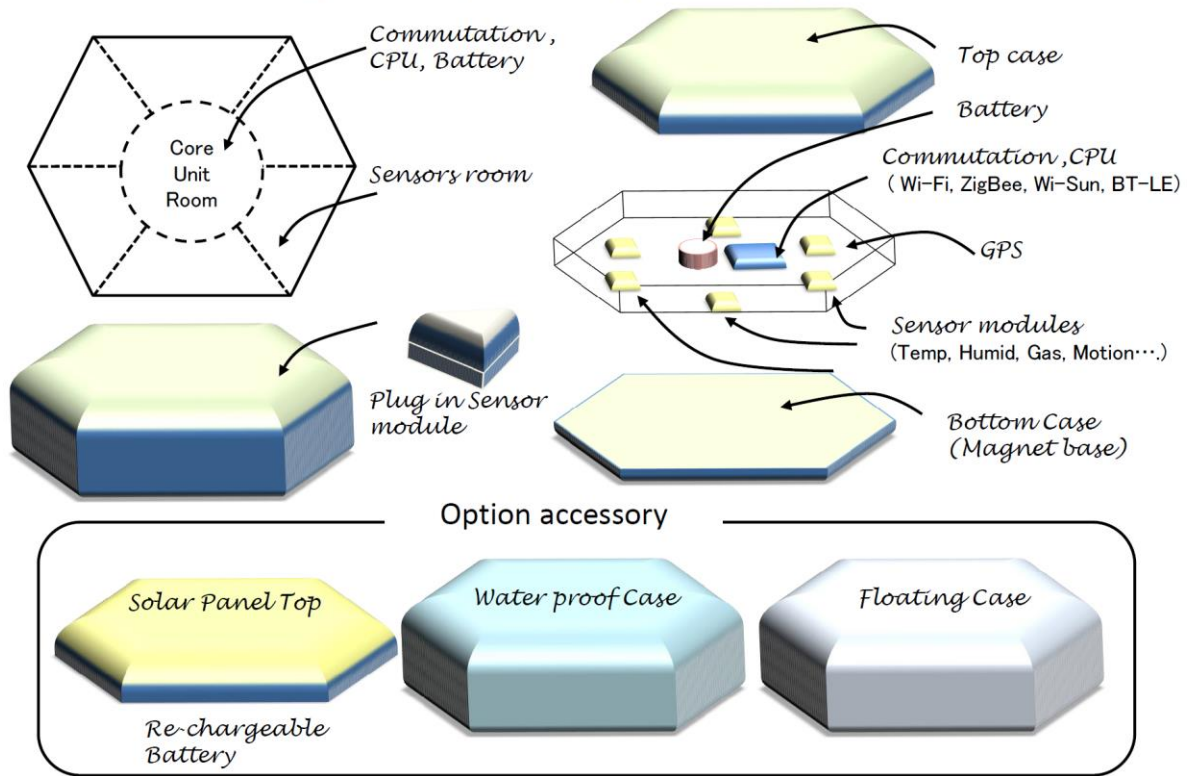 Commutation ,
CPU, Battery
Core
Unit
Room
Sensors room
Top case
Battery
Commutation ,CPU
( Wi-Fi, ZigBee, Wi-Sun, BT-LE)
GPS
Sensor modules
(Temp, Humid, Gas, Motion….)
Plug in Sensor
module
Bottom Case
(Magnet base)
Option accessory
Solar Panel Top
Water proof Case
Floating Case
Re-chargeable
Battery